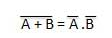 A̅ ̅+̅ ̅B̅ = A̅.B̅